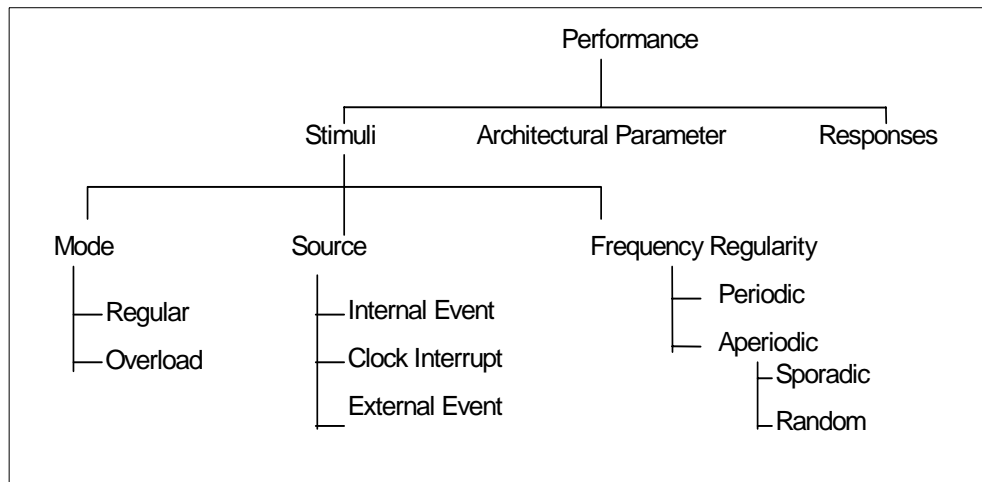 Performance
Stimuli
Architectural Parameter
Responses
Mode
Source
Frequency Regularity
Regular
Overload
Internal Event
Clock Interrupt
External Event
Periodic
Aperiodic
Sporadic
Random